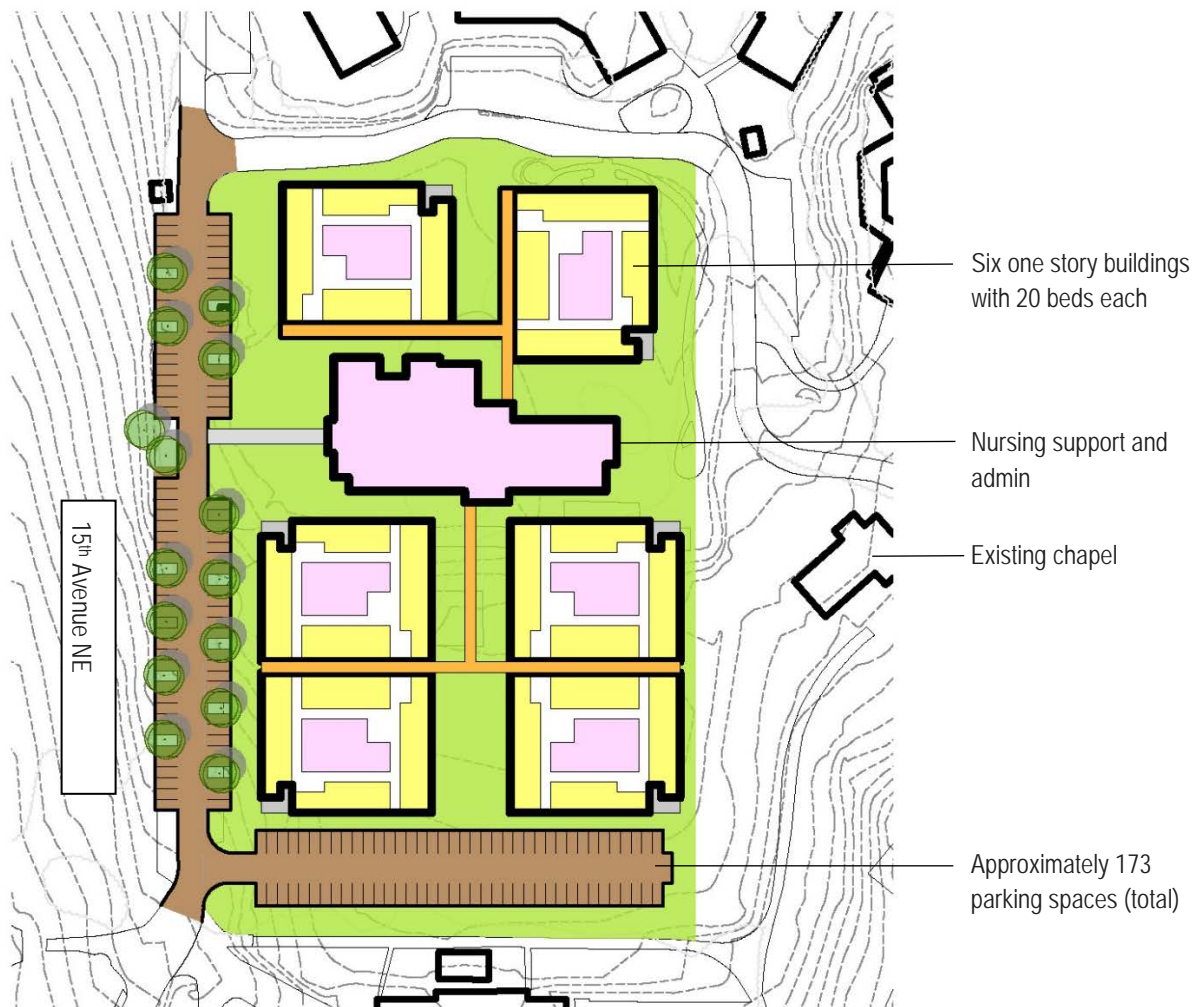 Six one story buildings
with 20 beds each
Nursing support and
admin
Existing chapel
15th Avenue NE
Approximately 173
parking spaces (total)